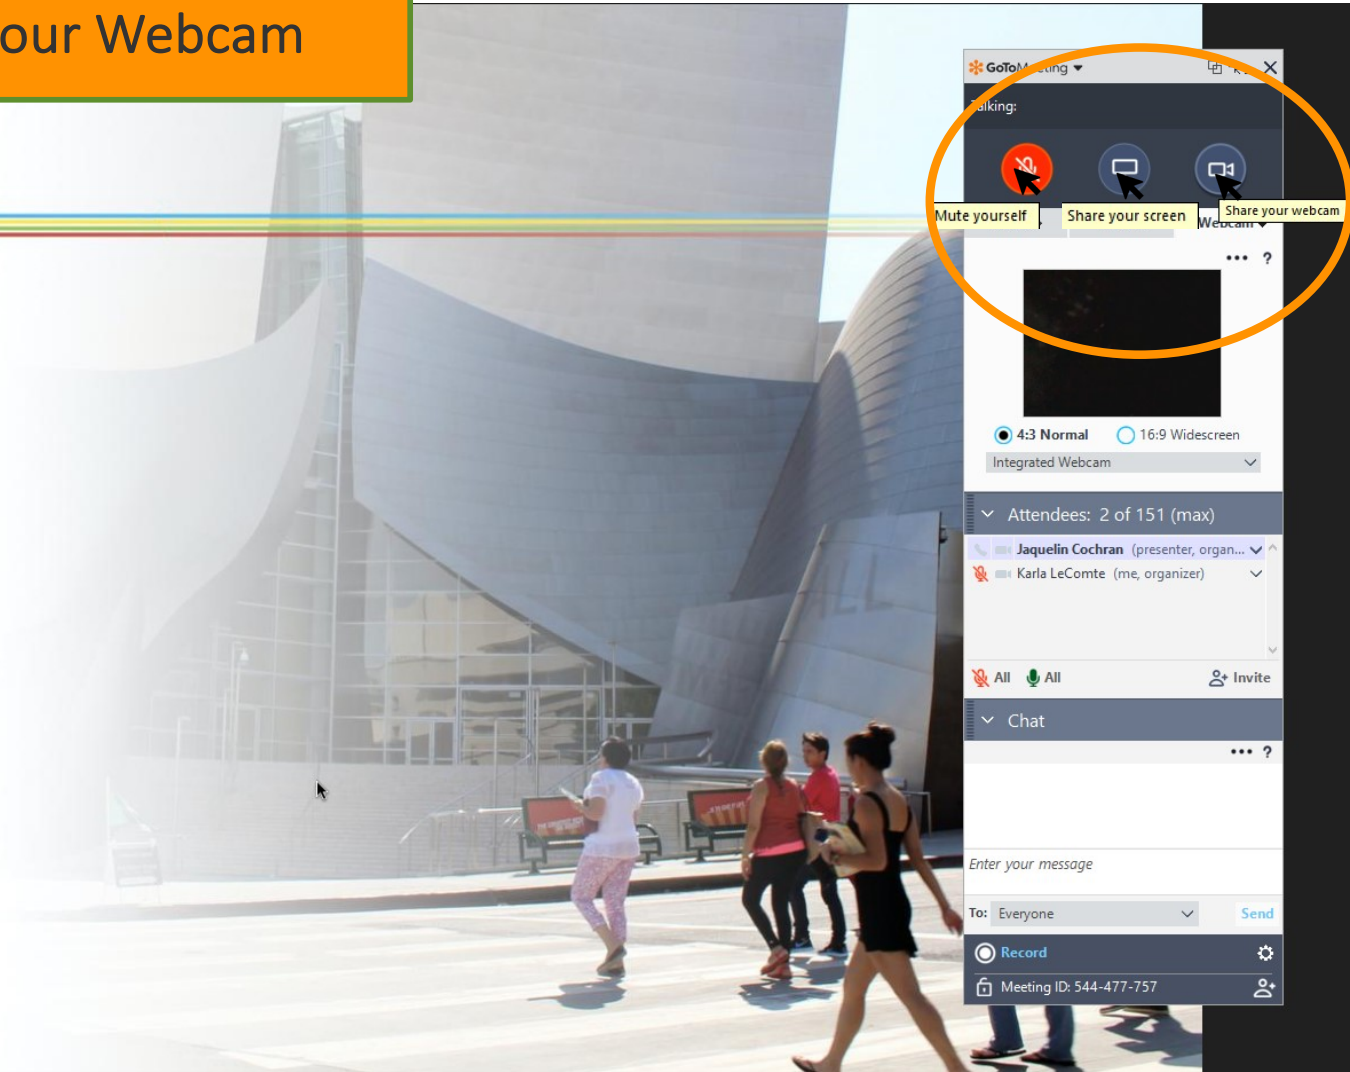 our Webcam
GoToMeeting
Talking:
Mute yourself
Share your screen
Share your webcam
Webcam
?
4:3 Normal
16:9 Widescreen
Integrated Webcam
Attendees: 2 of 151 (max)
Jaquelin Cochran (presenter, organ...
Karla LeComte (me, organizer)
All
All
Invite
Chat
?
Enter your message
To: Everyone
Send
Record
Meeting ID: 544-477-757